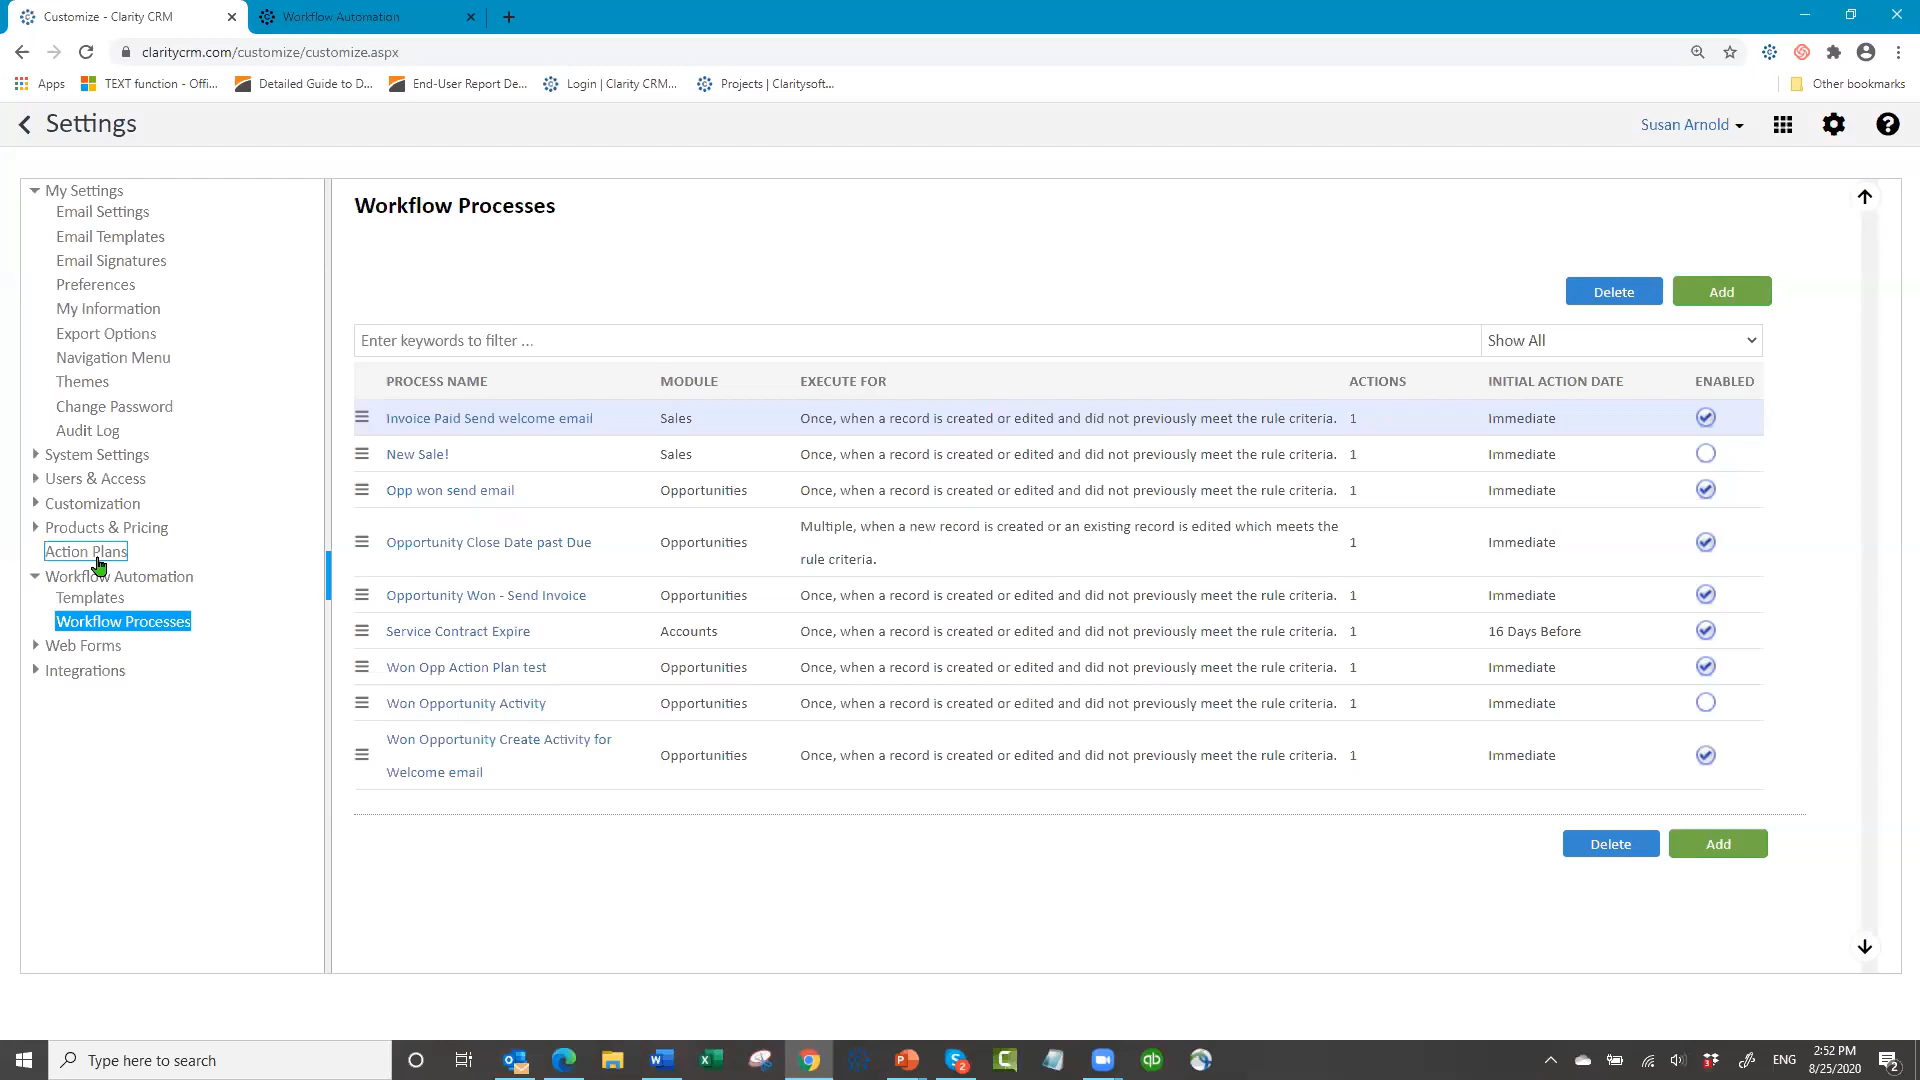 Customize - Clarity CRM
Workflow Automation
claritycrm.com/customize/customize.aspx
Apps
TEXT function - Offi...
Detailed Guide to D...
End-User Report De...
Login | Clarity CRM...
Projects | Claritysoft...
Other bookmarks
Settings
Susan Arnold
My Settings
Email Settings
Email Templates
Email Signatures
Preferences
My Information
Export Options
Navigation Menu
Themes
Change Password
Audit Log
System Settings
Users & Access
Customization
Products & Pricing
Action Plans
Workflow Automation
Templates
Workflow Processes
Web Forms
Integrations
Workflow Processes
Delete Add
Enter keywords to filter ... Show All
PROCESS NAME MODULE EXECUTE FOR ACTIONS INITIAL ACTION DATE ENABLED
Invoice Paid Send welcome email Sales Once, when a record is created or edited and did not previously meet the rule criteria. 1 Immediate
New Sale! Sales Once, when a record is created or edited and did not previously meet the rule criteria. 1 Immediate
Opp won send email Opportunities Once, when a record is created or edited and did not previously meet the rule criteria. 1 Immediate
Multiple, when a new record is created or an existing record is edited which meets the
Opportunity Close Date past Due Opportunities 1 Immediate
rule criteria.
Opportunity Won - Send Invoice Opportunities Once, when a record is created or edited and did not previously meet the rule criteria. 1 Immediate
Service Contract Expire Accounts Once, when a record is created or edited and did not previously meet the rule criteria. 1 16 Days Before
Won Opp Action Plan test Opportunities Once, when a record is created or edited and did not previously meet the rule criteria. 1 Immediate
Won Opportunity Activity Opportunities Once, when a record is created or edited and did not previously meet the rule criteria. 1 Immediate
Won Opportunity Create Activity for
Opportunities Once, when a record is created or edited and did not previously meet the rule criteria. 1 Immediate
Welcome email
Delete Add
Type here to search
ENG
2:52 PM
8/25/2020
2